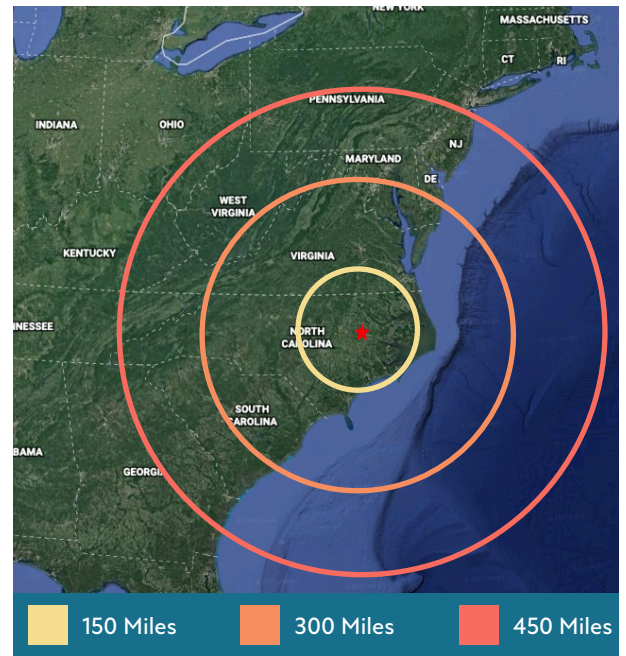 NEW YORK
MASSACHUSETTS
CT
RI
PENNSYLVANIA
INDIANA
OHIO
NJ
MARYLAND
DE
WEST
VIRGINIA
KENTUCKY
VIRGINIA
NNESSEE
NORTH
CAROLINA
SOUTH
CAROLINA
BAMA
GEORGIA
150 Miles
300 Miles
450 Miles